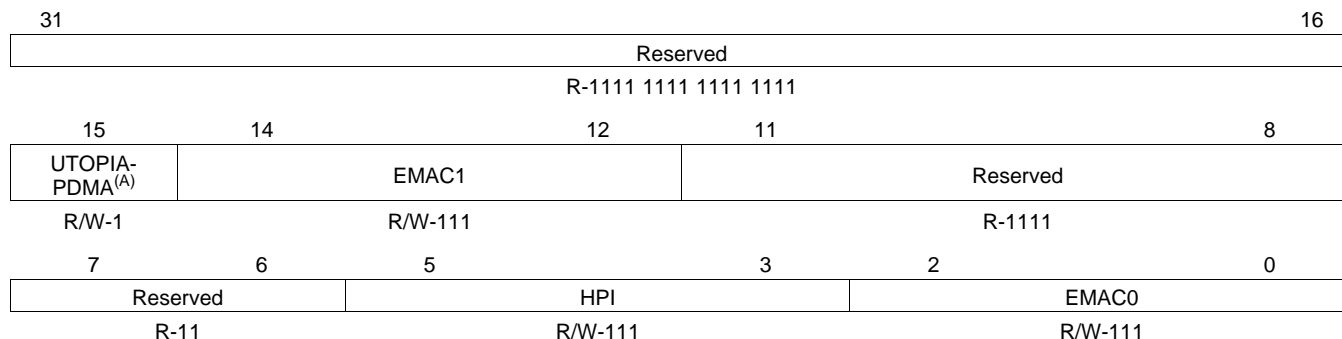 31 16
Reserved
R-1111 1111 1111 1111
15 14 12 11 8
UTOPIA-
PDMA(A) EMAC1 Reserved
R/W-1 R/W-111 R-1111
7 6 5 3 2 0
Reserved HPI EMAC0
R-11 R/W-111 R/W-111